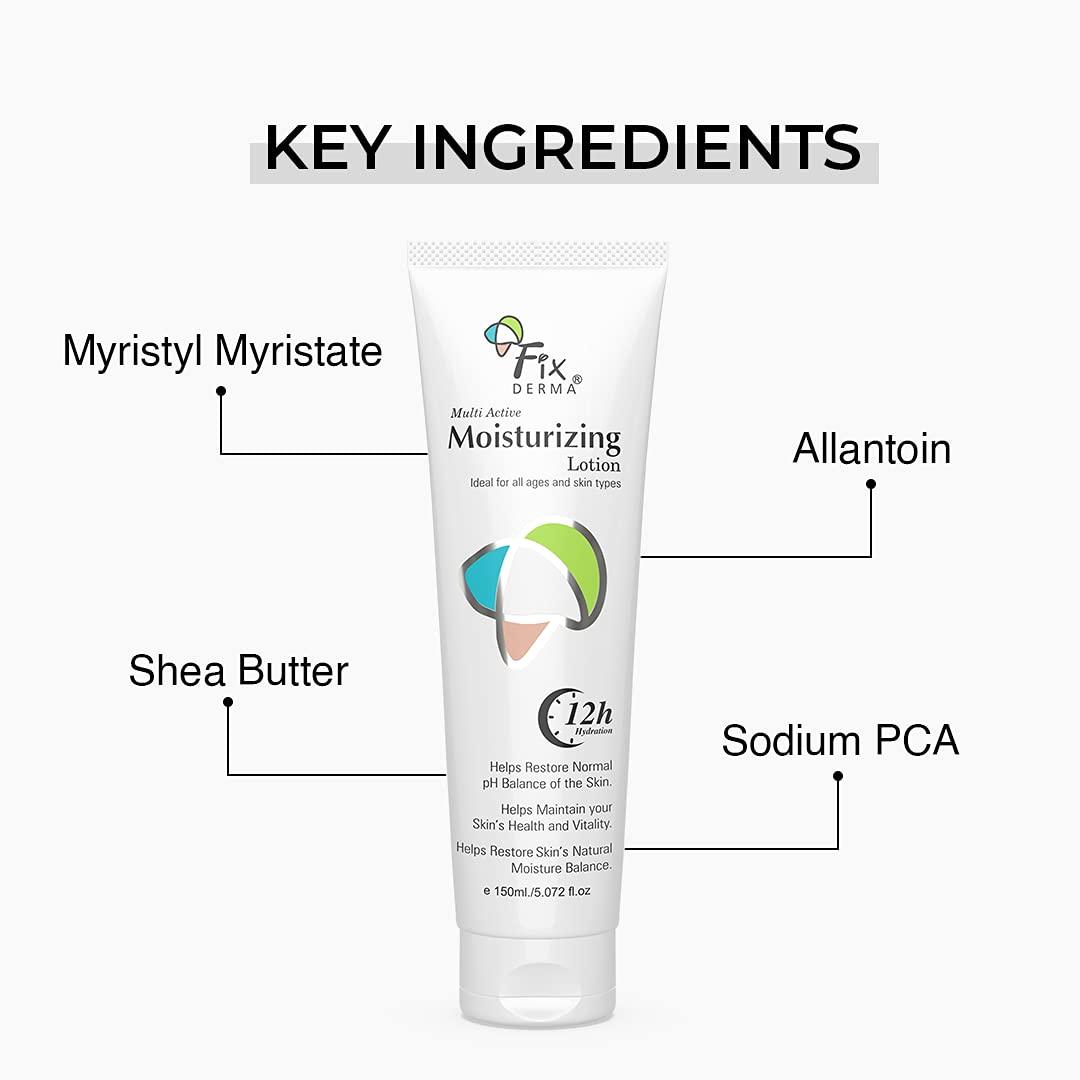 KEY INGREDIENTS
Myristyl Myristate
Allantoin
Shea Butter
Sodium PCA
Fix
DERMA®
Multi Active
Moisturizing
Lotion
Ideal for all ages and skin types
12h
Hydration
Helps Restore Normal
pH Balance of the Skin.
Helps Maintain your
Skin's Health and Vitality.
Helps Restore Skin's Natural
Moisture Balance.
e 150ml./5.072 fl.oz